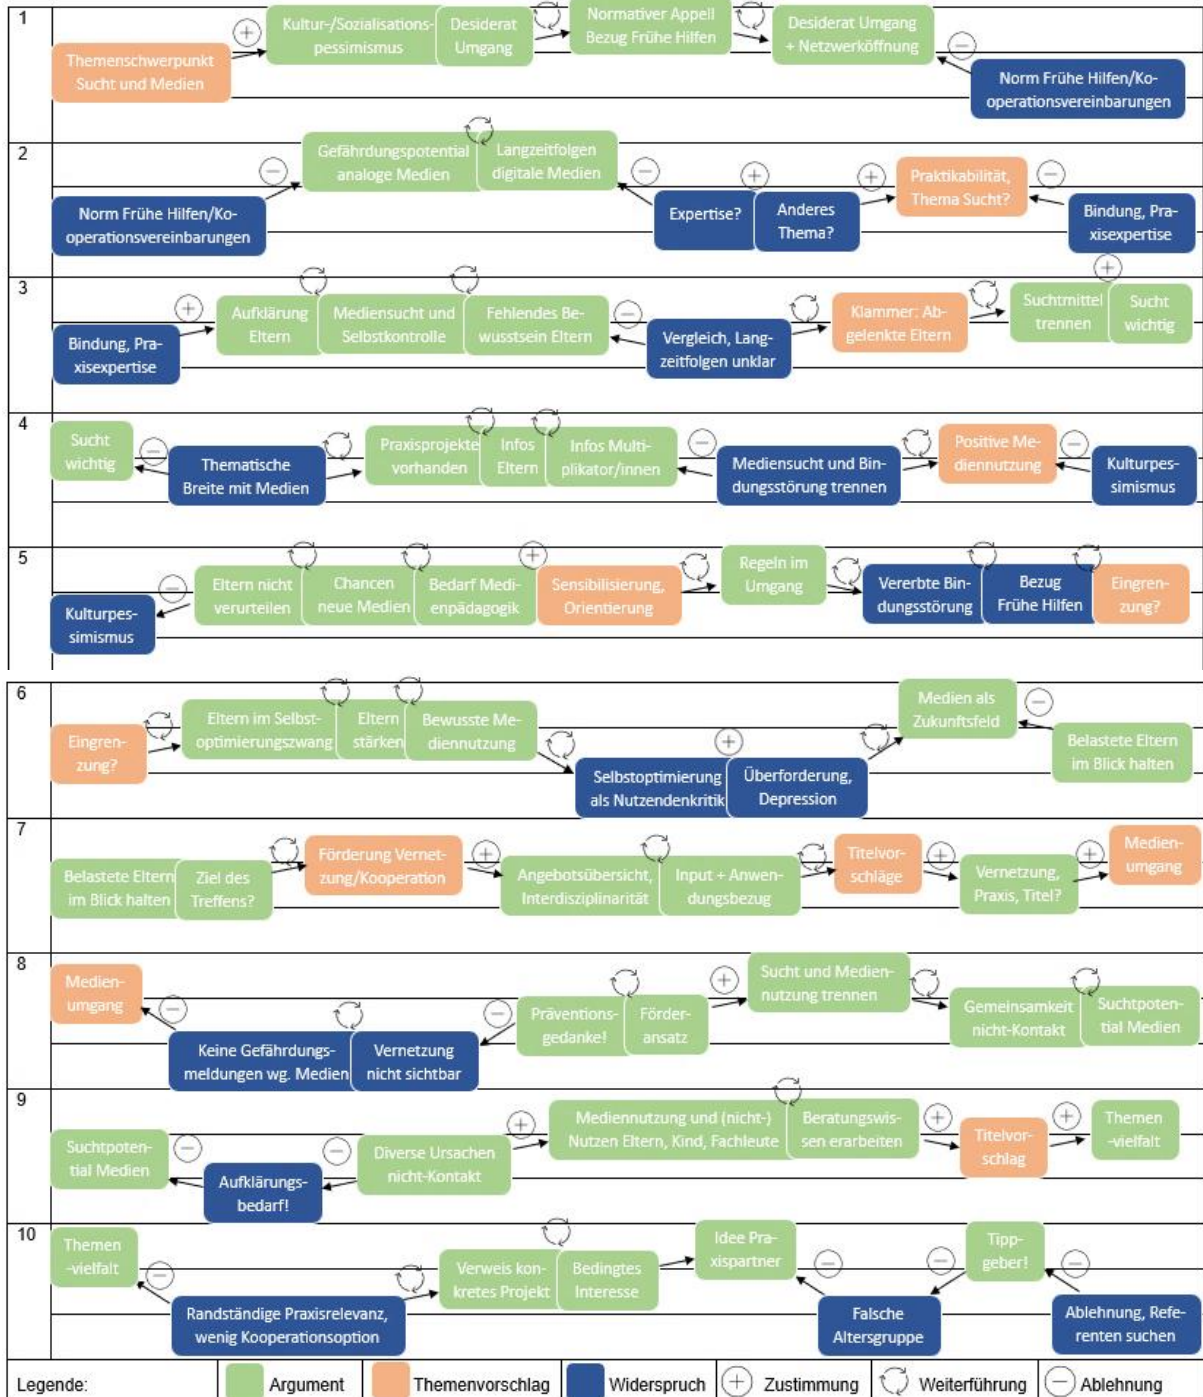 1
Themenschwerpunkt
Sucht und Medien
Kultur-/Sozialisations-
pessimismus
Desiderat
Umgang
Normativer Appell
Bezug Frühe Hilfen
Desiderat Umgang
+ Netzwerköffnung
Norm Frühe Hilfen/Ko-
operationsvereinbarungen
2
Norm Frühe Hilfen/Ko-
operationsvereinbarungen
Gefährdungspotential
analoge Medien
Langzeitfolgen
digitale Medien
Expertise?
Anderes
Thema?
Praktikabilität,
Thema Sucht?
Bindung, Pra-
xisexpertise
3
Bindung, Pra-
xisexpertise
Aufklärung
Eltern
Mediensucht und
Selbstkontrolle
Fehlendes Be-
wusstsein Eltern
Vergleich, Lang-
zeitfolgen unklar
Klammer: Ab-
gelenkte Eltern
Suchtmittel
trennen
Sucht
wichtig
4
Sucht
wichtig
Thematische
Breite mit Medien
Praxisprojekte
vorhanden
Infos
Eltern
Infos Multi-
plikator/innen
Mediensucht und Bin-
dungsstörung trennen
Positive Me-
diennutzung
Kulturpes-
simismus
5
Kulturpes-
simismus
Eltern nicht
verurteilen
Chancen
neue Medien
Bedarf Medi-
enpädagogik
Sensibilisierung,
Orientierung
Regeln im
Umgang
Vererbte Bin-
dungsstörung
Bezug
Frühe Hilfen
Eingren-
zung?
6
Eingren-
zung?
Eltern im Selbst-
optimierungszwang
Eltern
stärken
Bewusste Me-
diennutzung
Selbstoptimierung
als Nutzendenkritik
Überforderung,
Depression
Medien als
Zukunftsfeld
Belastete Eltern
im Blick halten
7
Belastete Eltern
im Blick halten
Ziel des
Treffens?
Förderung Vernet-
zung/Kooperation
Angebotsübersicht,
Interdisziplinarität
Input + Anwen-
dungsbezug
Titelvor-
schläge
Vernetzung,
Praxis, Titel?
Medien-
umgang
8
Medien-
umgang
Keine Gefährdungs-
meldungen wg. Medien
Vernetzung
nicht sichtbar
Präventions-
gedanke!
Förder-
ansatz
Sucht und Medien-
nutzung trennen
Gemeinsamkeit
nicht-Kontakt
Suchtpoten-
tial Medien
9
Suchtpoten-
tial Medien
Aufklärungs-
bedarf!
Diverse Ursachen
nicht-Kontakt
Mediennutzung und (nicht-)
Nutzen Eltern, Kind, Fachleute
Beratungswis-
sen erarbeiten
Titelvor-
schlag
Themen
-vielfalt
10
Themen
-vielfalt
Randständige Praxisrelevanz,
wenig Kooperationsoption
Verweis kon-
kretes Projekt
Bedingtes
Interesse
Idee Pra-
xispartner
Falsche
Altersgruppe
Tipp-
geber!
Ablehnung, Refe-
renten suchen
Legende:
Argument
Themenvorschlag
Widerspruch
Zustimmung
Weiterführung
Ablehnung